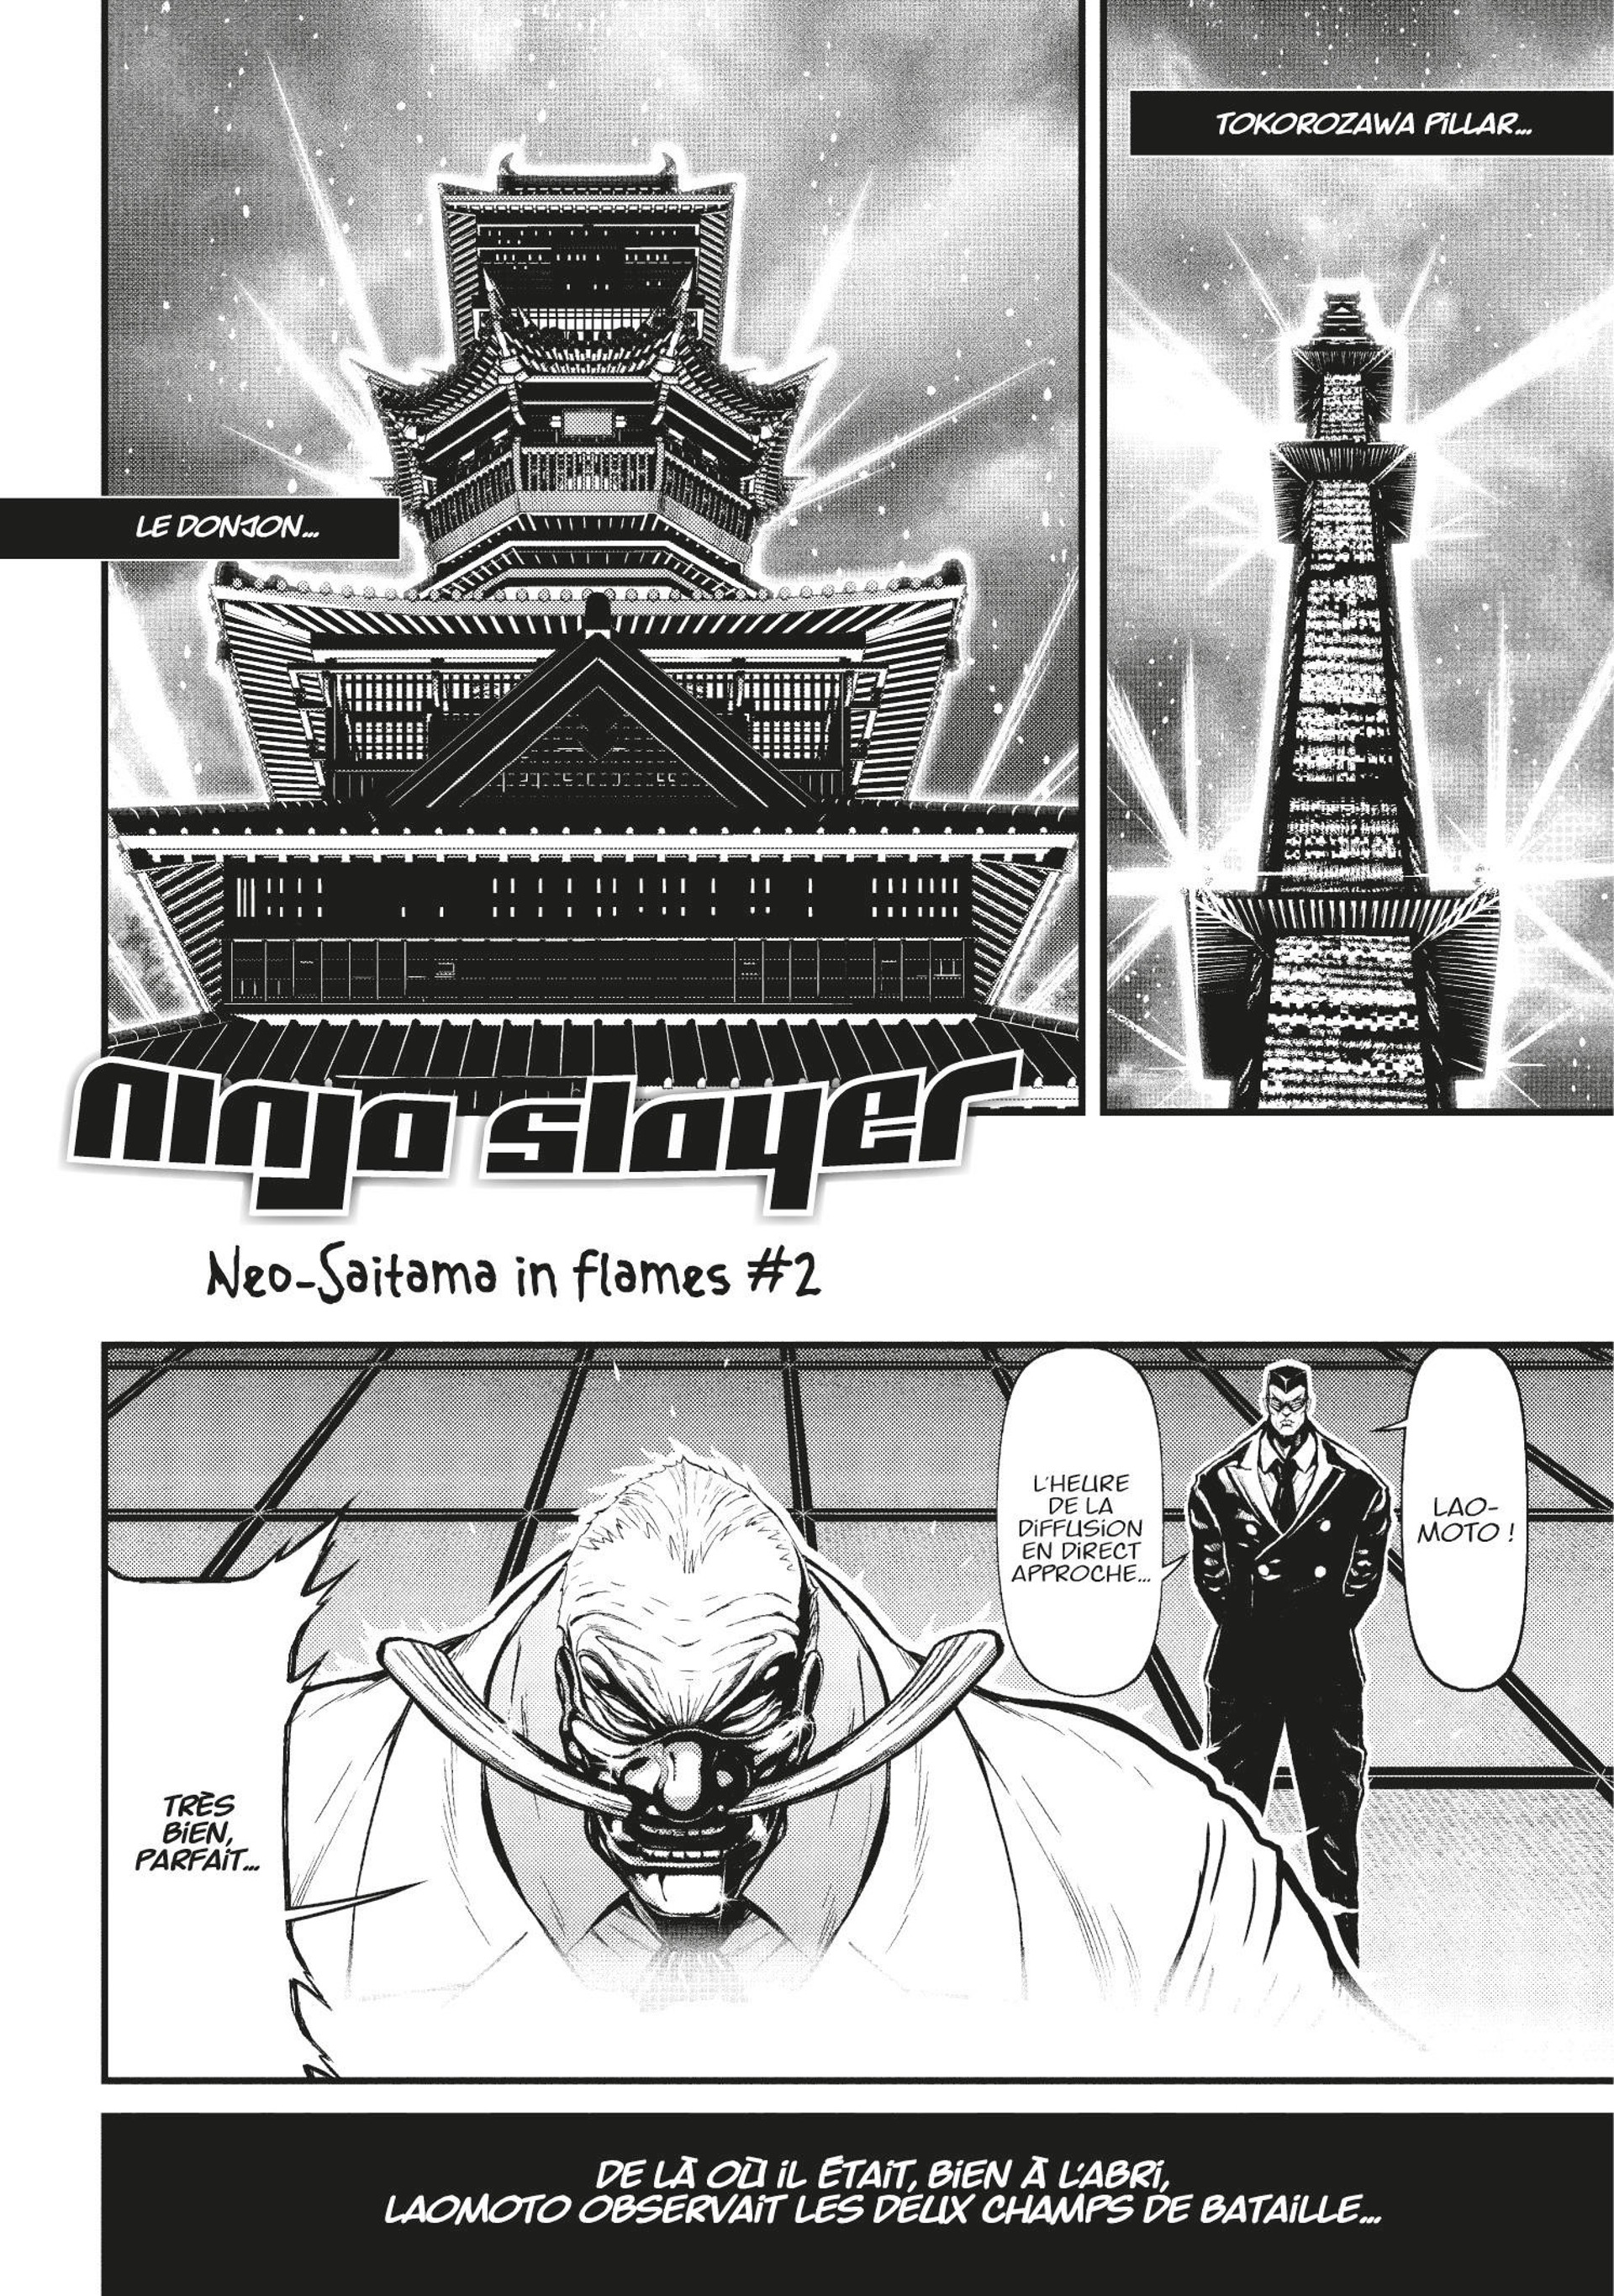 TOKOROZAWA PILLAR...
LE DONJON...
Ninja Slayer
Neo-Saitama in flames #2
LAO-
MOTO !
L'HEURE
DE LA
DIFFUSION
EN DIRECT
APPROCHE...
TRÈS
BIEN,
PARFAIT...
DE LÀ OÙ IL ÉTAIT, BIEN À L'ABRI,
LAOMOTO OBSERVAIT LES DEUX CHAMPS DE BATAILLE...